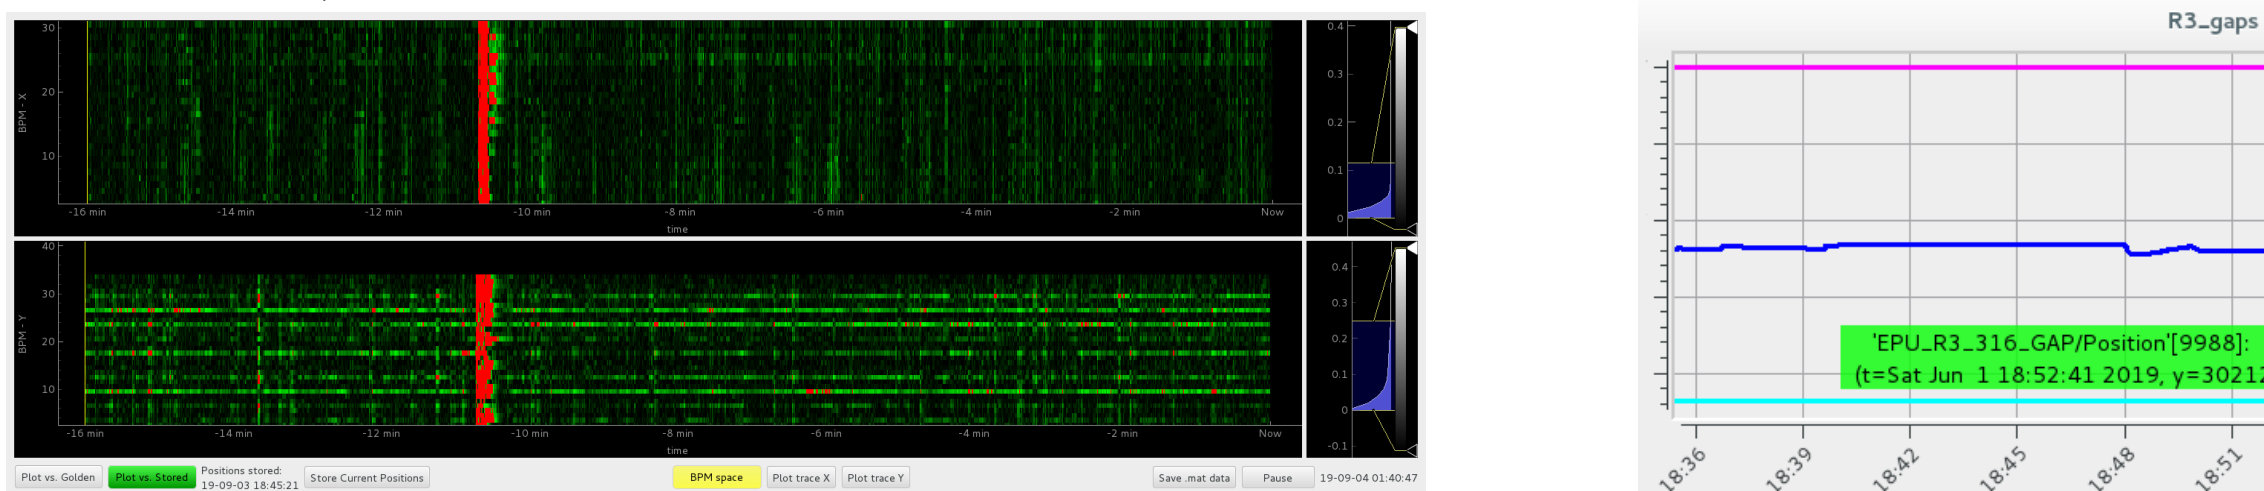 30
20
10
BPM - X
-16 min
-14 min
-12 min
-10 min
-8 min
-6 min
-4 min
-2 min
Now
time
0.4
0.3
0.2
0.1
0
40
30
20
10
BPM - Y
-16 min
-14 min
-12 min
-10 min
-8 min
-6 min
-4 min
-2 min
Now
time
0.4
0.3
0.2
0.1
0
-0.1
Plot vs. Golden
Plot vs. Stored
Positions stored:
19-09-03 18:45:21
Store Current Positions
BPM space
Plot trace X
Plot trace Y
Save .mat data
Pause
19-09-04 01:40:47
R3_gaps
'EPU_R3_316_GAP/Position'[9988]:
(t=Sat Jun 1 18:52:41 2019, y=30212
18:36
18:39
18:42
18:45
18:48
18:51